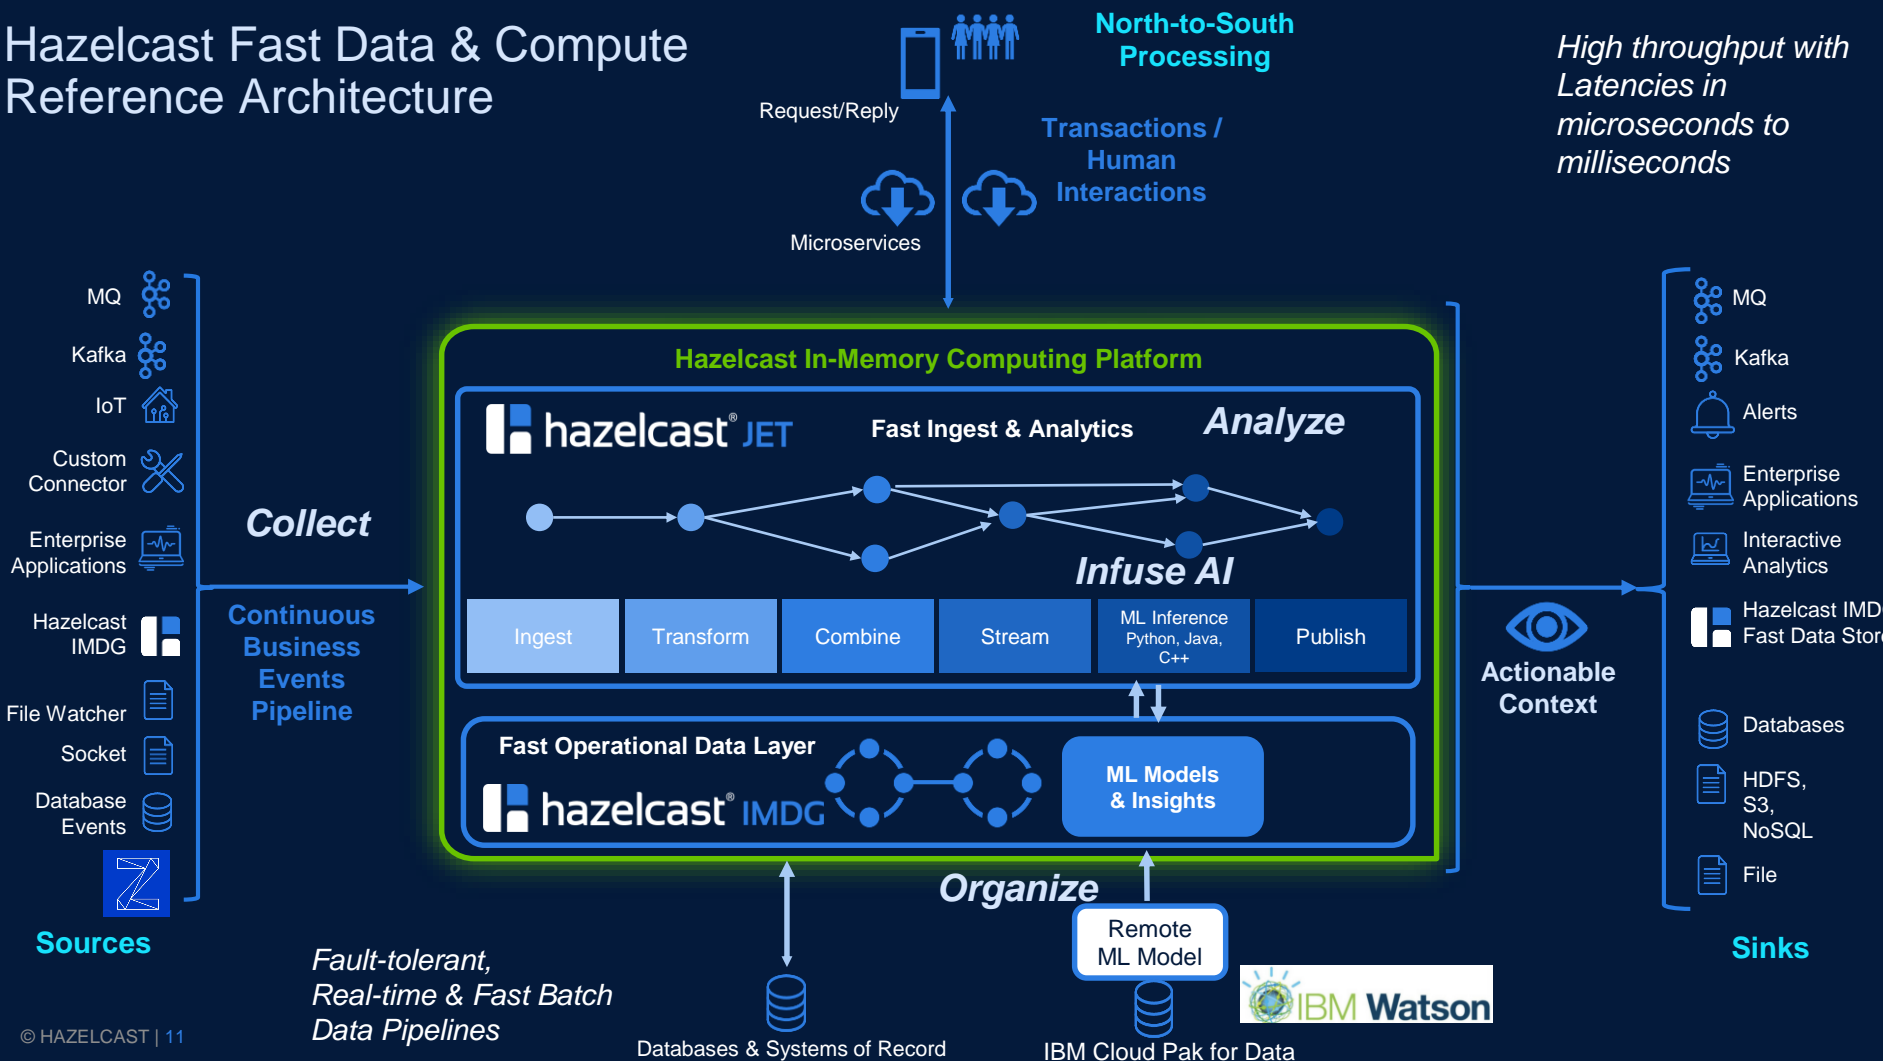 Hazelcast Fast Data & Compute
Reference Architecture
North-to-South
Processing
High throughput with
Latencies in
microseconds to
milliseconds
Request/Reply
Transactions /
Human
Interactions
Microservices
MQ
Kafka
IoT
Custom
Connector
Enterprise
Applications
Hazelcast
IMDG
File Watcher
Socket
Database
Events
Z
Sources
Collect
Continuous
Business
Events
Pipeline
Hazelcast In-Memory Computing Platform
hazelcast® JET
Fast Ingest & Analytics
Analyze
Infuse AI
Ingest
Transform
Combine
Stream
ML Inference
Python, Java,
C++
Publish
Fast Operational Data Layer
hazelcast® IMDG
ML Models
& Insights
Organize
Remote
ML Model
Fault-tolerant,
Real-time & Fast Batch
Data Pipelines
Databases & Systems of Record
IBM Cloud Pak for Data
IBM Watson
Actionable
Context
MQ
Kafka
Alerts
Enterprise
Applications
Interactive
Analytics
Hazelcast IMD
Fast Data Stor
Databases
HDFS,
S3,
NoSQL
File
Sinks
© HAZELCAST | 11